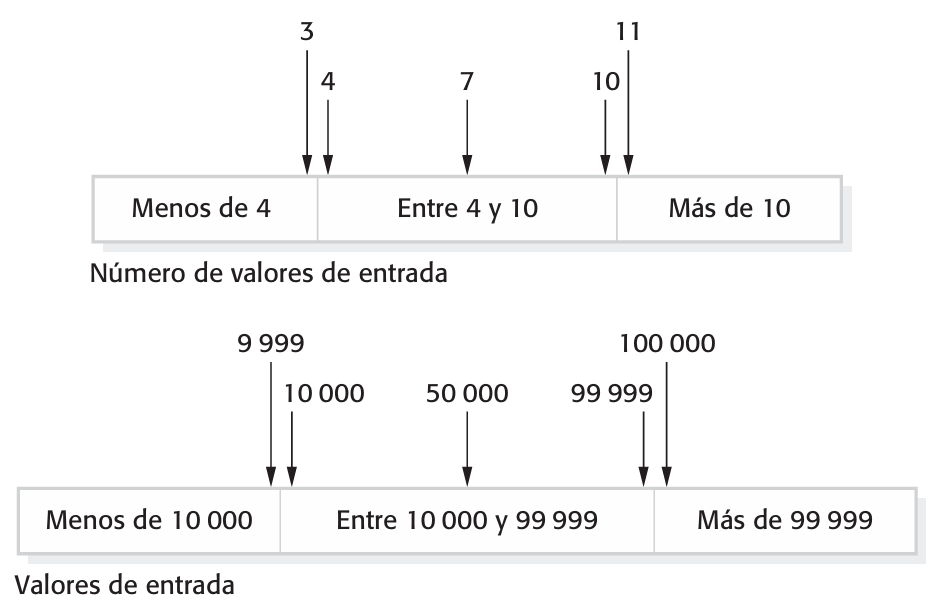 3 11
4 7 10
Menos de 4 Entre 4 y 10 Más de 10
Número de valores de entrada
9 999 100 000
10 000 50 000 99 999
Menos de 10 000 Entre 10 000 y 99 999 Más de 99 999
Valores de entrada